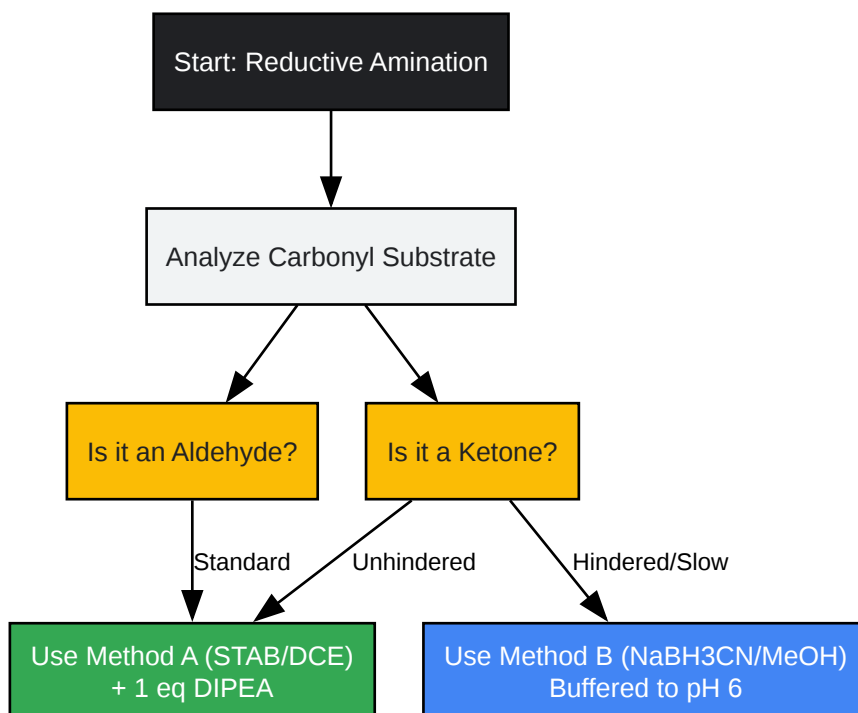 Start: Reductive Amination
Analyze Carbonyl Substrate
Is it an Aldehyde?
Is it a Ketone?
Standard
Unhindered
Hindered/Slow
Use Method A (STAB/DCE)
+ 1 eq DIPEA
Use Method B (NaBH3CN/MeOH)
Buffered to pH 6